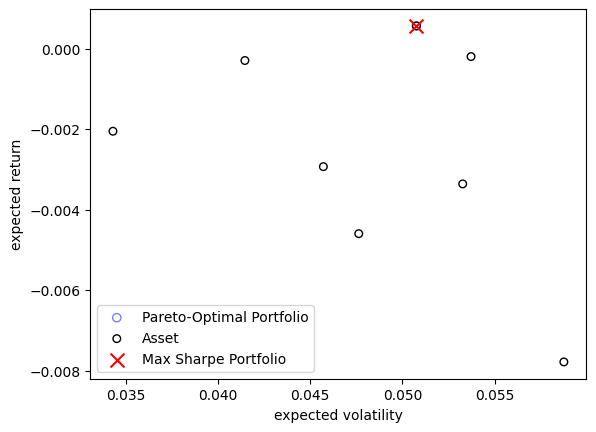 0.000
−0.002
−0.004
−0.006
−0.008
expected return
Pareto-Optimal Portfolio
Asset
Max Sharpe Portfolio
0.035
0.040
0.045
0.050
0.055
expected volatility